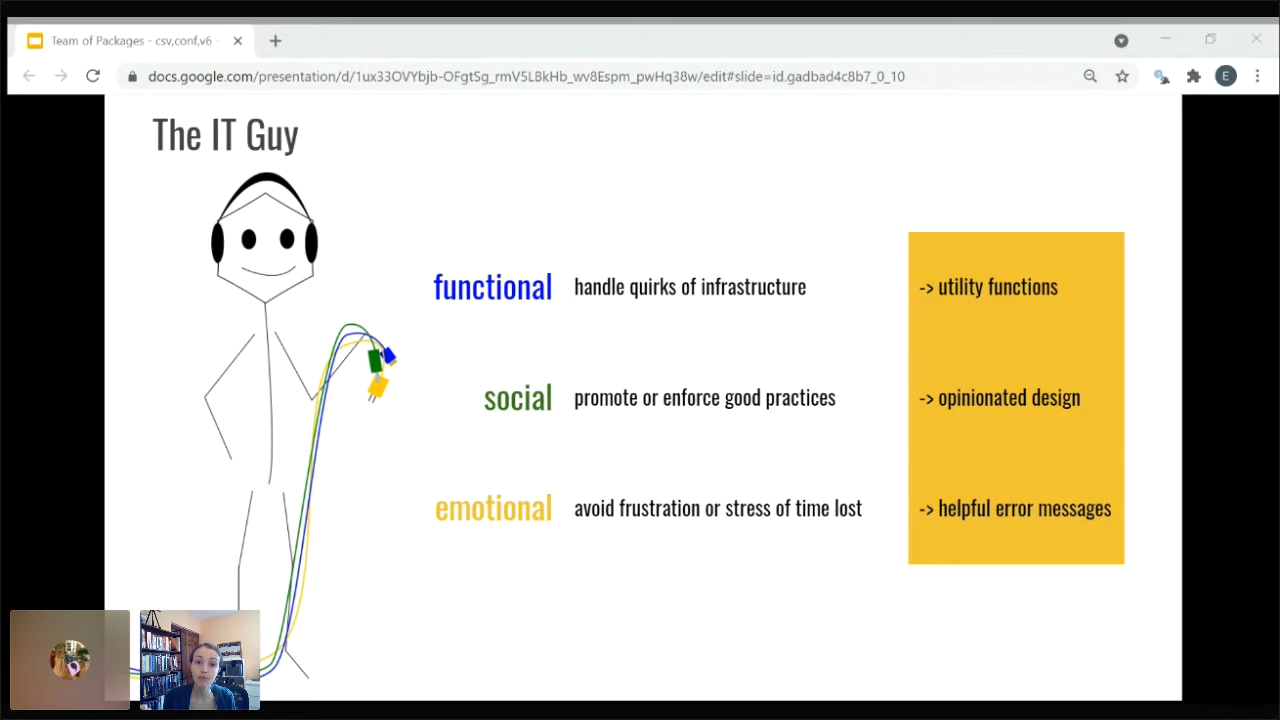 Team of Packages - csv,conf,v6 -
docs.google.com/presentation/d/1ux33OVYbjb-OFgtSg_rmV5LBkHb_wv8Espm_pwHq38w/edit#slide=id.gadbad4c8b7_0_10
E
The IT Guy
functional handle quirks of infrastructure -> utility functions
social promote or enforce good practices -> opinionated design
emotional avoid frustration or stress of time lost -> helpful error messages